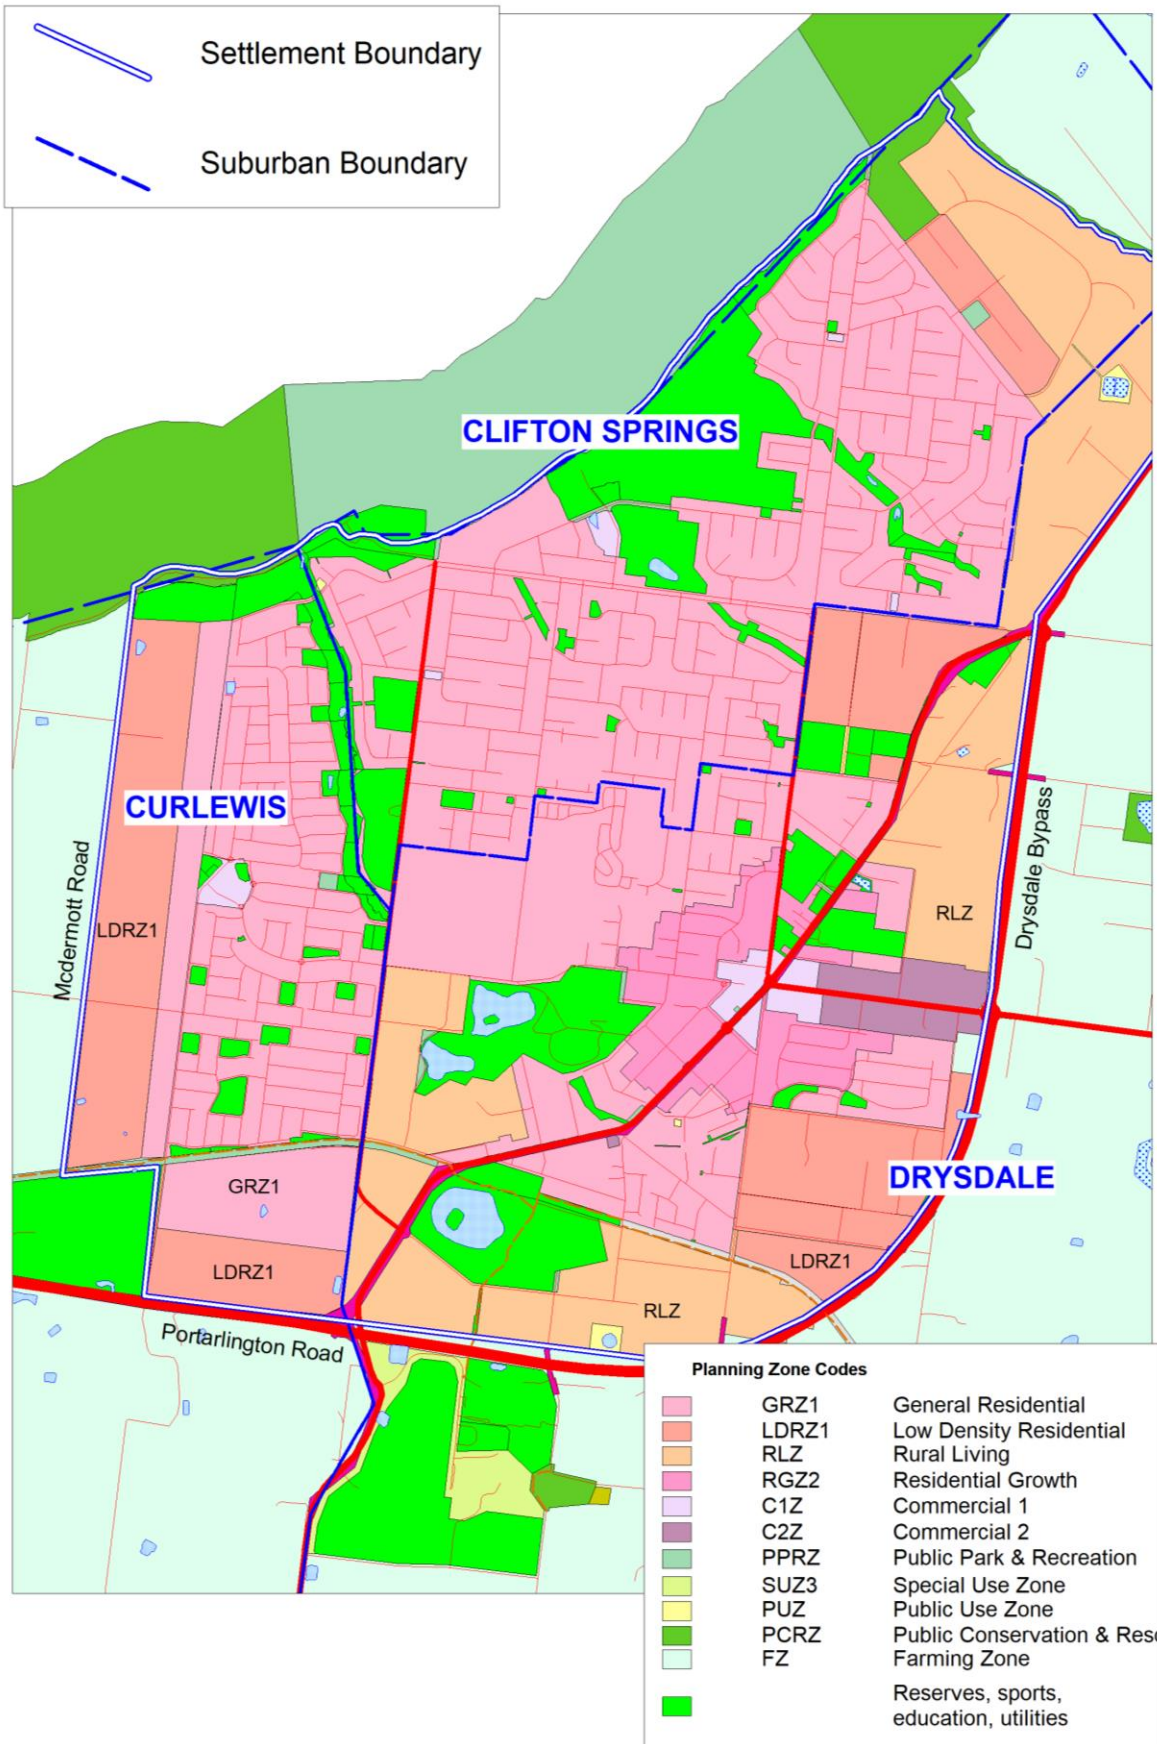 Settlement Boundary
Suburban Boundary
CLIFTON SPRINGS
CURLEWIS
Mcdermott Road
LDRZ1
RLZ
Drysdale Bypass
DRYSDALE
GRZ1
LDRZ1
LDRZ1
RLZ
Portarlington Road
Planning Zone Codes
GRZ1 General Residential
LDRZ1 Low Density Residential
RLZ Rural Living
RGZ2 Residential Growth
C1Z Commercial 1
C2Z Commercial 2
PPRZ Public Park & Recreation
SUZ3 Special Use Zone
PUZ Public Use Zone
PCRZ Public Conservation & Reso
FZ Farming Zone
Reserves, sports,
education, utilities